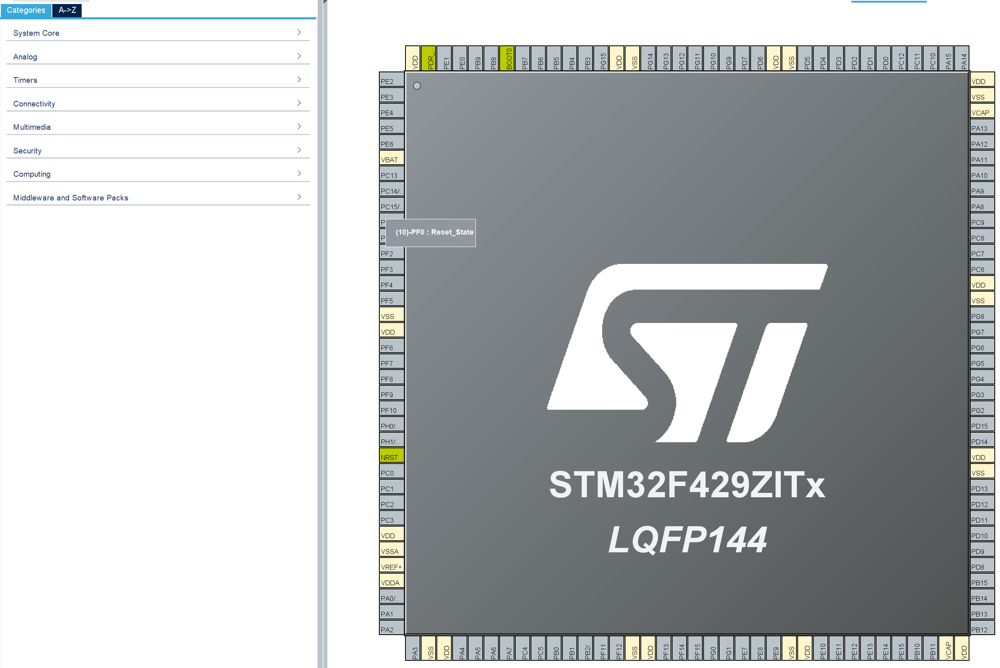 Categories A->Z
System Core
Analog
Timers
Connectivity
Multimedia
Security
Computing
Middleware and Software Packs
VDD PDR_.. PE1 PE0 PB9 PB8 BOOT0 PB7 PB6 PB5 PB4 PB3 PG15 VDD VSS PG14 PG13 PG12 PG11 PG10 PG9 PD7 PD6 VDD VSS PD5 PD4 PD3 PD2 PD1 PD0 PC12 PC11 PC10 PA15 PA14
PE2
PE3
PE4
PE5
PE6
VBAT
PC13
PC14/..
PC15/..
P
P
(10)-PF0 : Reset_State
PF2
PF3
PF4
PF5
VSS
VDD
PF6
PF7
PF8
PF9
PF10
PH0/..
PH1/..
NRST
PC0
PC1
PC2
PC3
VDD
VSSA
VREF+
VDDA
PA0/..
PA1
PA2
STM32F429ZITx
LQFP144
VDD
VSS
VCAP..
PA13
PA12
PA11
PA10
PA9
PA8
PC9
PC8
PC7
PC6
VDD
VSS
PG8
PG7
PG6
PG5
PG4
PG3
PG2
PD15
PD14
VDD
VSS
PD13
PD12
PD11
PD10
PD9
PD8
PB15
PB14
PB13
PB12
PA3 VSS VDD PA4 PA5 PA6 PA7 PC4 PC5 PB0 PB1 PB2/.. PF11 PF12 VSS VDD PF13 PF14 PF15 PG0 PG1 PE7 PE8 PE9 VSS VDD PE10 PE11 PE12 PE13 PE14 PE15 PB10 PB11 VCAP.. VDD